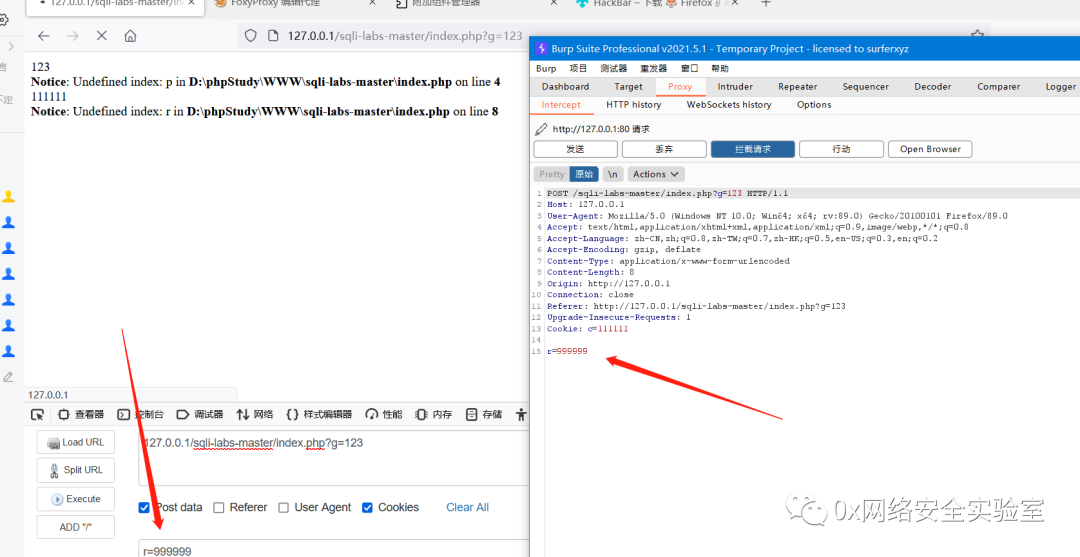 127.0.0.1/sqli-labs-master/in
FoxyProxy 编辑代理
附加组件管理器
HackBar – 下载
Firefox
127.0.0.1/sqli-labs-master/index.php?g=123
言
不定
123
Notice: Undefined index: p in D:\phpStudy\WWW\sqli-labs-master\index.php on line 4
111111
Notice: Undefined index: r in D:\phpStudy\WWW\sqli-labs-master\index.php on line 8
127.0.0.1
查看器 控制台 调试器 网络 样式编辑器 性能 内存 存储
Load URL
127.0.0.1/sqli-labs-master/index.php?g=123
Split URL
Execute
ADD "/"
Post data Referer User Agent Cookies Clear All
r=999999
Burp Suite Professional v2021.5.1 - Temporary Project - licensed to surferxyz
Burp 项目 测试器 重发器 窗口 帮助
Dashboard Target Proxy Intruder Repeater Sequencer Decoder Comparer Logger
Intercept HTTP history WebSockets history Options
http://127.0.0.1:80 请求
发送 丢弃 拦截请求 行动 Open Browser
Pretty 原始 \n Actions
1 POST /sqli-labs-master/index.php?g=123 HTTP/1.1
2 Host: 127.0.0.1
3 User-Agent: Mozilla/5.0 (Windows NT 10.0; Win64; x64; rv:89.0) Gecko/20100101 Firefox/89.0
4 Accept: text/html,application/xhtml+xml,application/xml;q=0.9,image/webp,*/*;q=0.8
5 Accept-Language: zh-CN,zh;q=0.8,zh-TW;q=0.7,zh-HK;q=0.5,en-US;q=0.3,en;q=0.2
6 Accept-Encoding: gzip, deflate
7 Content-Type: application/x-www-form-urlencoded
8 Content-Length: 8
9 Origin: http://127.0.0.1
10 Connection: close
11 Referer: http://127.0.0.1/sqli-labs-master/index.php?g=123
12 Upgrade-Insecure-Requests: 1
13 Cookie: c=111111
14
15 r=999999
0x网络安全实验室